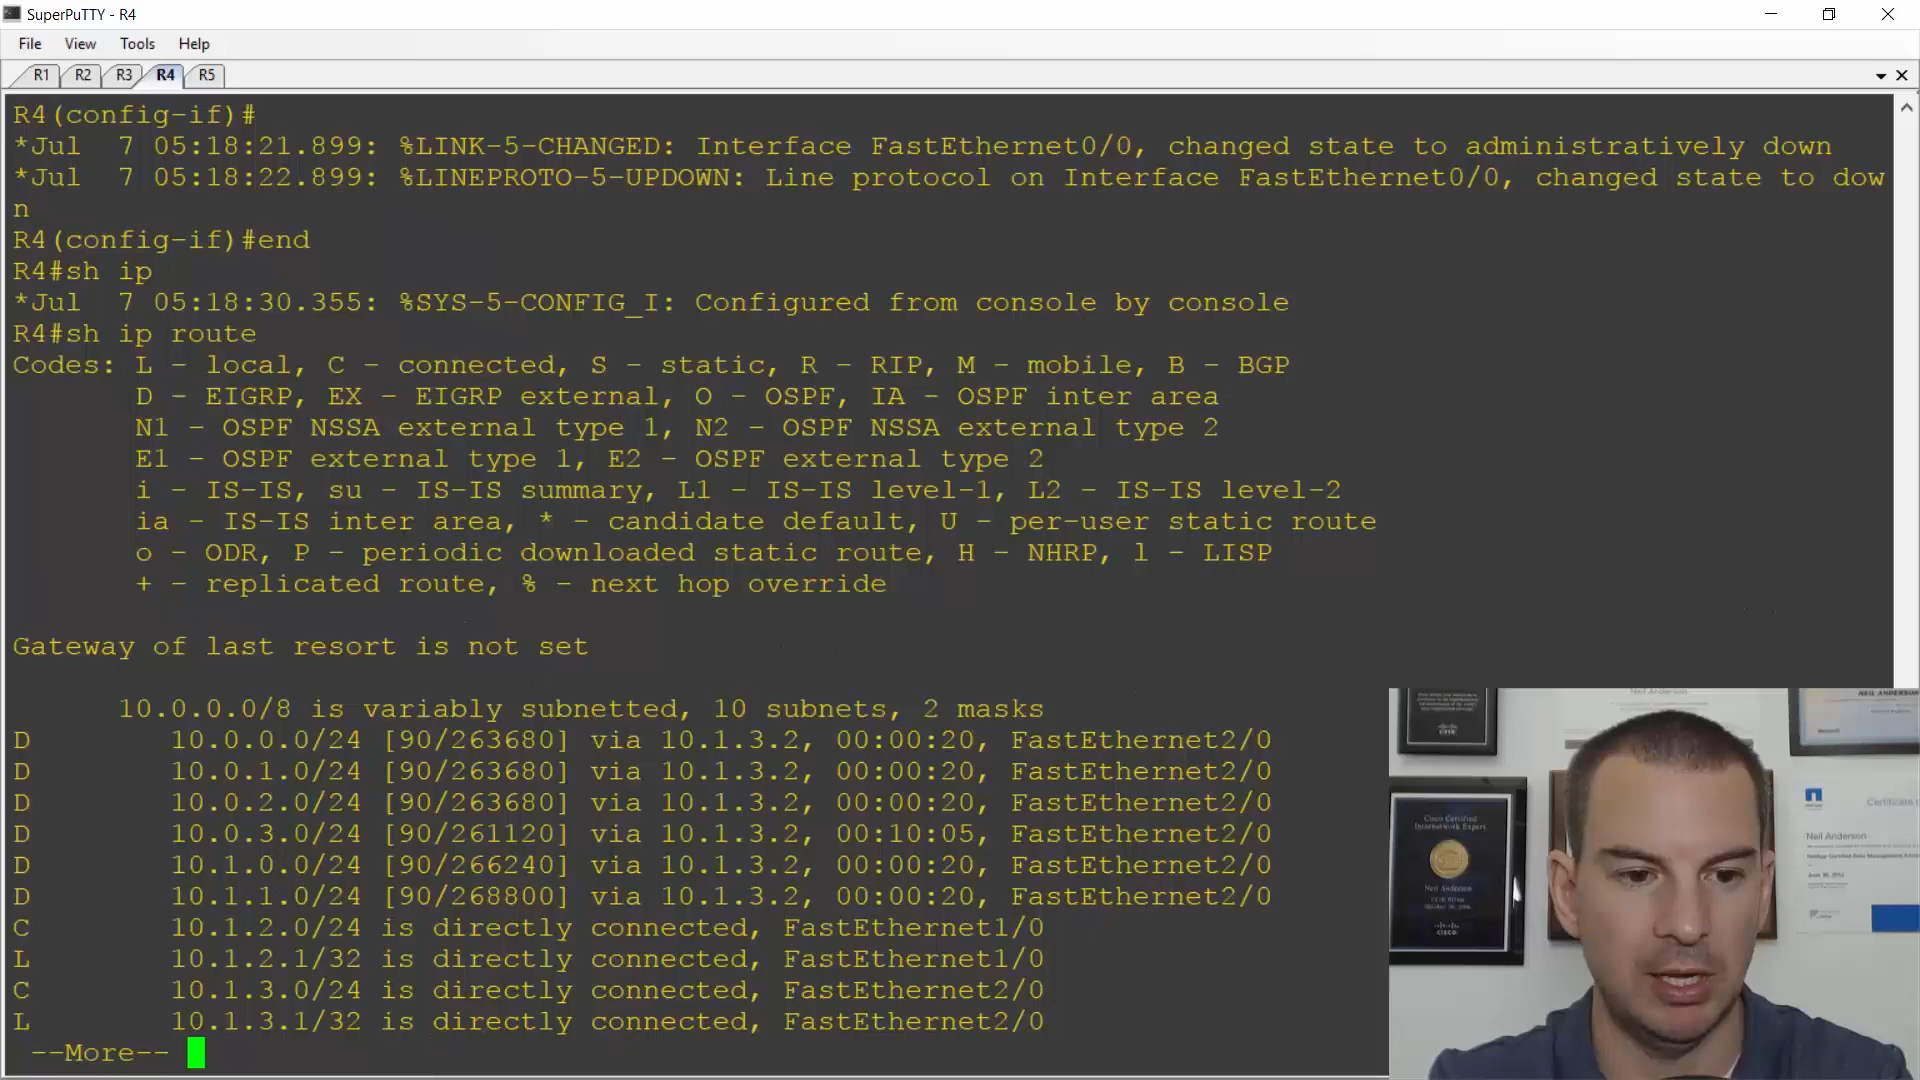 SuperPuTTY - R4
File View Tools Help
R1 R2 R3 R4 R5
R4(config-if)#
*Jul  7 05:18:21.899: %LINK-5-CHANGED: Interface FastEthernet0/0, changed state to administratively down
*Jul  7 05:18:22.899: %LINEPROTO-5-UPDOWN: Line protocol on Interface FastEthernet0/0, changed state to dow
n
R4(config-if)#end
R4#sh ip
*Jul  7 05:18:30.355: %SYS-5-CONFIG_I: Configured from console by console
R4#sh ip route
Codes: L - local, C - connected, S - static, R - RIP, M - mobile, B - BGP
D - EIGRP, EX - EIGRP external, O - OSPF, IA - OSPF inter area
N1 - OSPF NSSA external type 1, N2 - OSPF NSSA external type 2
E1 - OSPF external type 1, E2 - OSPF external type 2
i - IS-IS, su - IS-IS summary, L1 - IS-IS level-1, L2 - IS-IS level-2
ia - IS-IS inter area, * - candidate default, U - per-user static route
o - ODR, P - periodic downloaded static route, H - NHRP, l - LISP
+ - replicated route, % - next hop override
Gateway of last resort is not set
10.0.0.0/8 is variably subnetted, 10 subnets, 2 masks
D 10.0.0.0/24 [90/263680] via 10.1.3.2, 00:00:20, FastEthernet2/0
D 10.0.1.0/24 [90/263680] via 10.1.3.2, 00:00:20, FastEthernet2/0
D 10.0.2.0/24 [90/263680] via 10.1.3.2, 00:00:20, FastEthernet2/0
D 10.0.3.0/24 [90/261120] via 10.1.3.2, 00:10:05, FastEthernet2/0
D 10.1.0.0/24 [90/266240] via 10.1.3.2, 00:00:20, FastEthernet2/0
D 10.1.1.0/24 [90/268800] via 10.1.3.2, 00:00:20, FastEthernet2/0
C 10.1.2.0/24 is directly connected, FastEthernet1/0
L 10.1.2.1/32 is directly connected, FastEthernet1/0
C 10.1.3.0/24 is directly connected, FastEthernet2/0
L 10.1.3.1/32 is directly connected, FastEthernet2/0
--More--
Neil Anderson
NEIL ANDERSON
Cisco Certified
Internetwork Expert
Neil Anderson
CISCO
Certificate
Neil Anderson